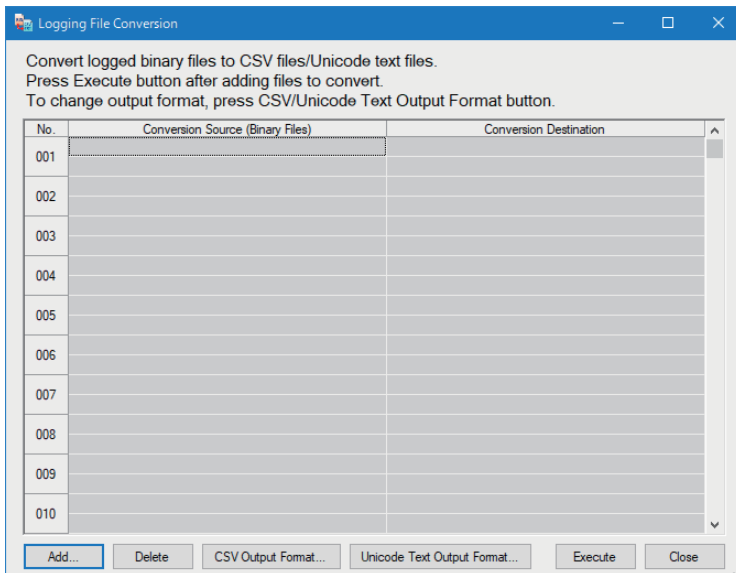 Logging File Conversion
Convert logged binary files to CSV files/Unicode text files.
Press Execute button after adding files to convert.
To change output format, press CSV/Unicode Text Output Format button.
No. Conversion Source (Binary Files) Conversion Destination
001
002
003
004
005
006
007
008
009
010
Add... Delete CSV Output Format... Unicode Text Output Format... Execute Close